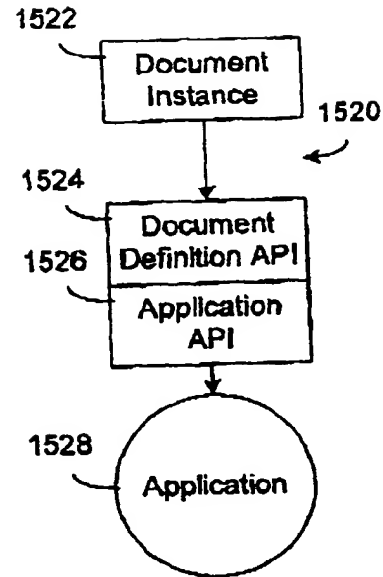 1522
Document
Instance
1520
1524
Document
Definition API
1526
Application
API
1528
Application